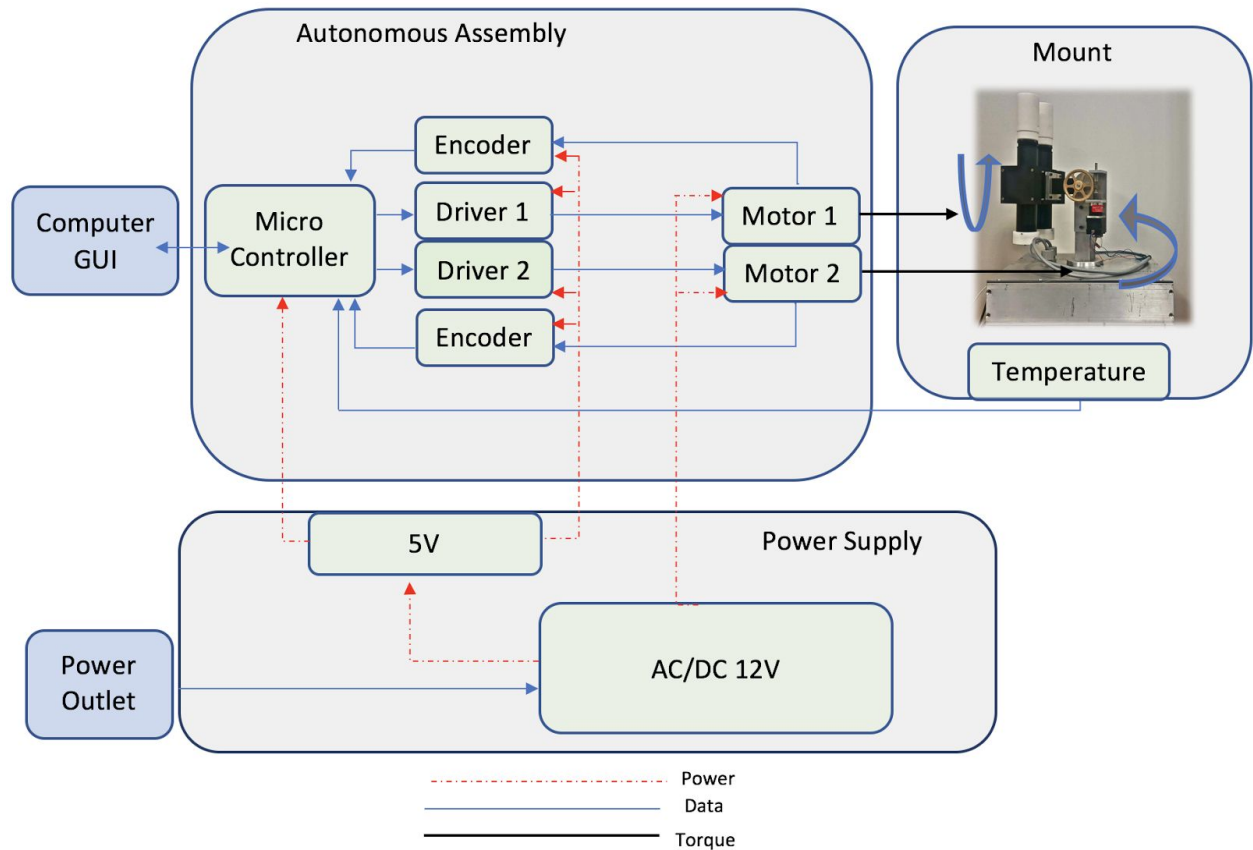 Autonomous Assembly
Mount
Encoder
Computer
GUI
Micro
Controller
Driver 1
Driver 2
Encoder
Motor 1
Motor 2
Temperature
5V
Power Supply
Power
Outlet
AC/DC 12V
Power
Data
Torque